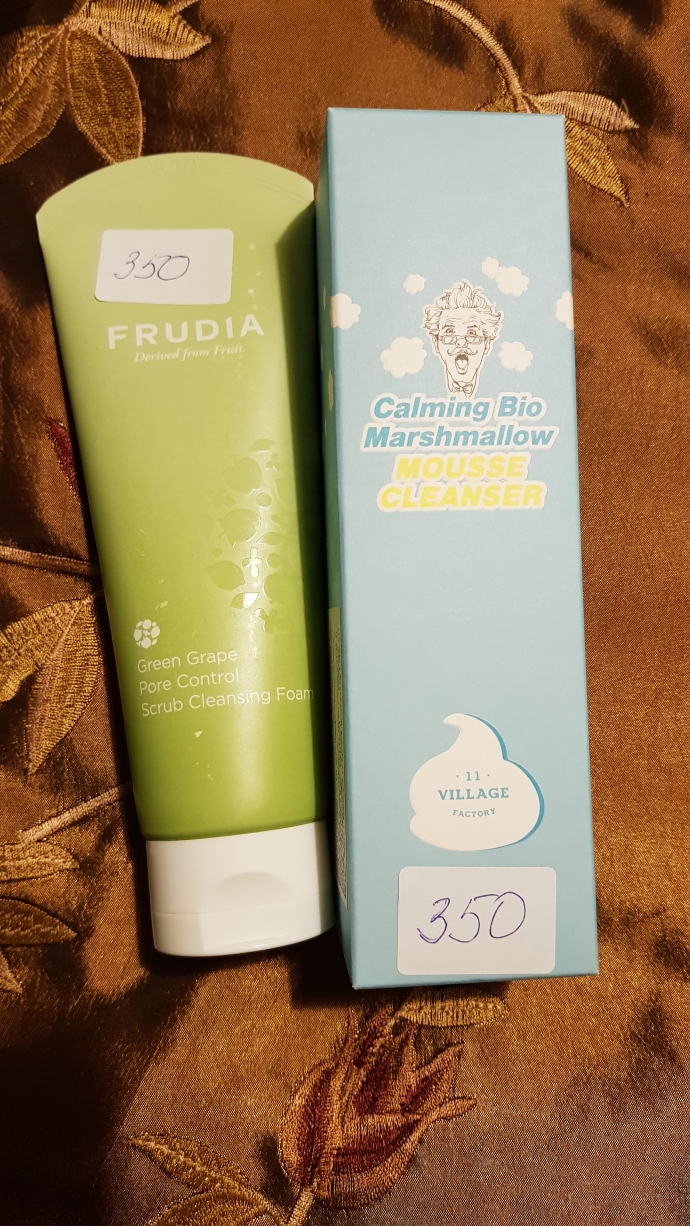 350
FRUDIA
Derived from Fruit
Green Grape
Pore Control
Scrub Cleansing Foam
Calming Bio
Marshmallow
MOUSSE
CLEANSER
· 11 ·
VILLAGE
FACTORY
350